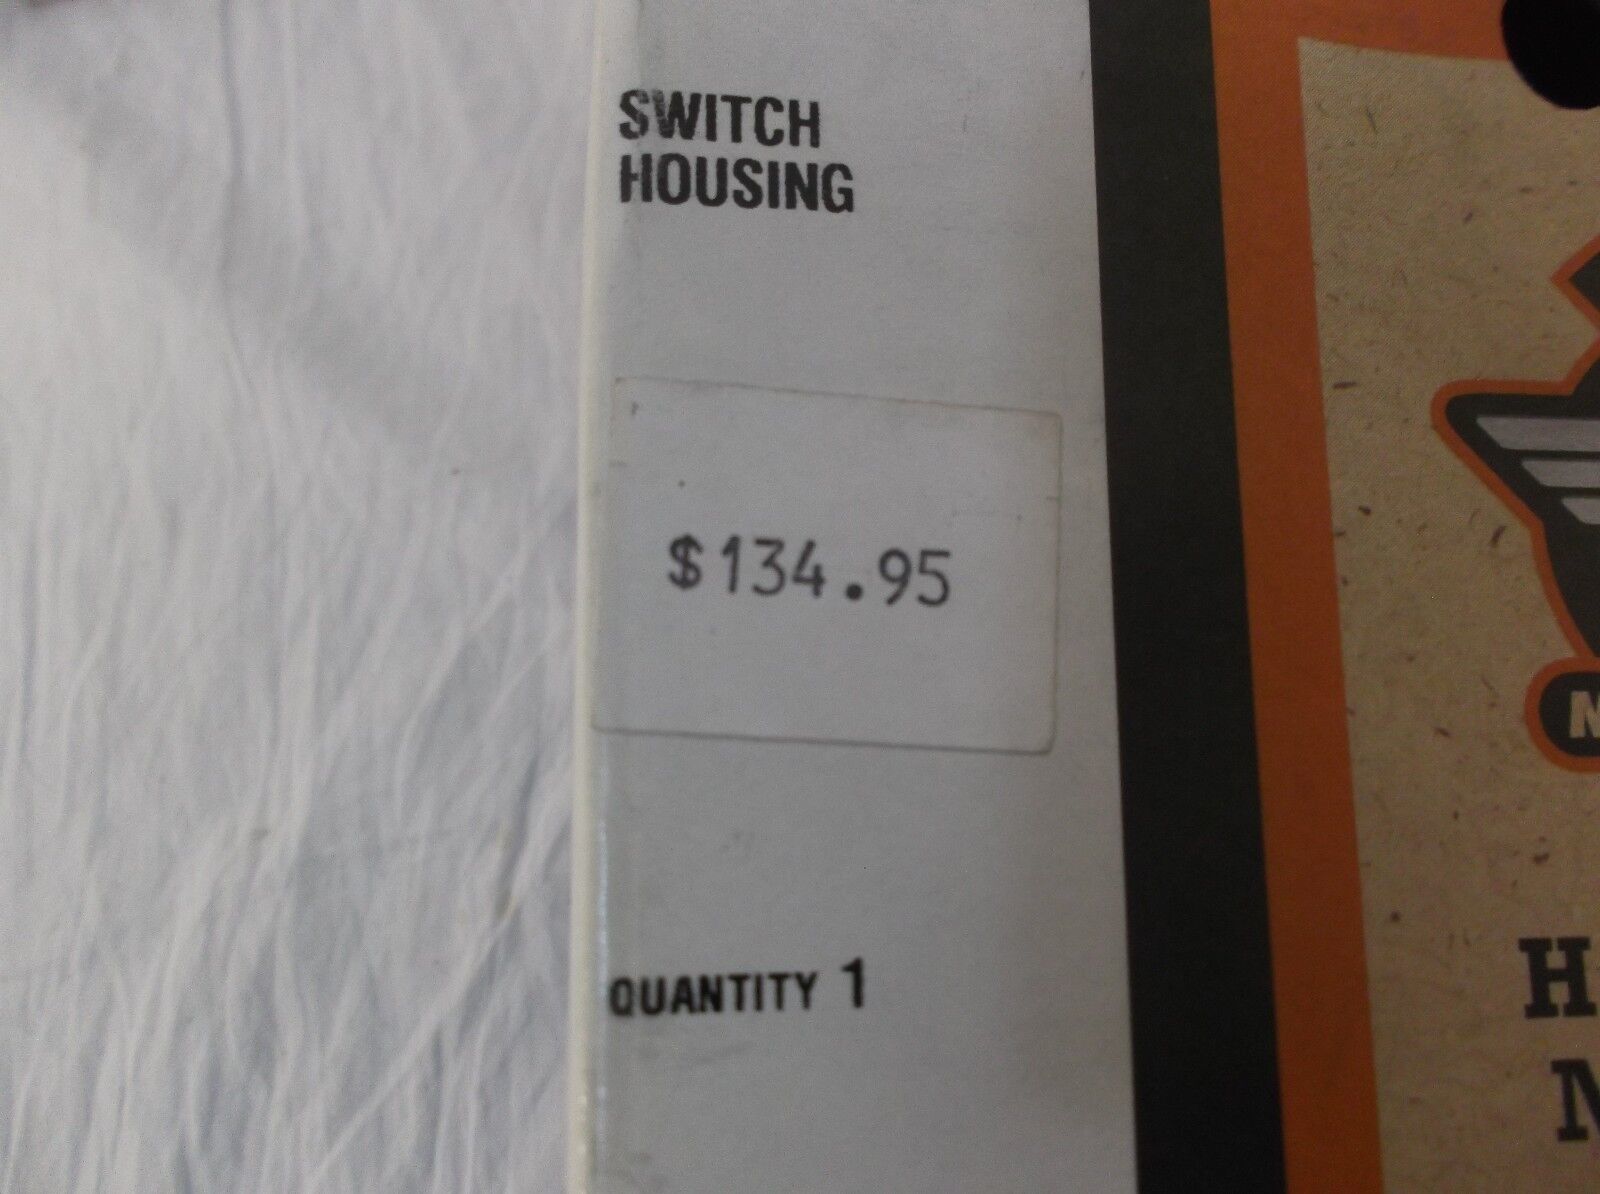 SWITCH
HOUSING
$134.95
QUANTITY 1